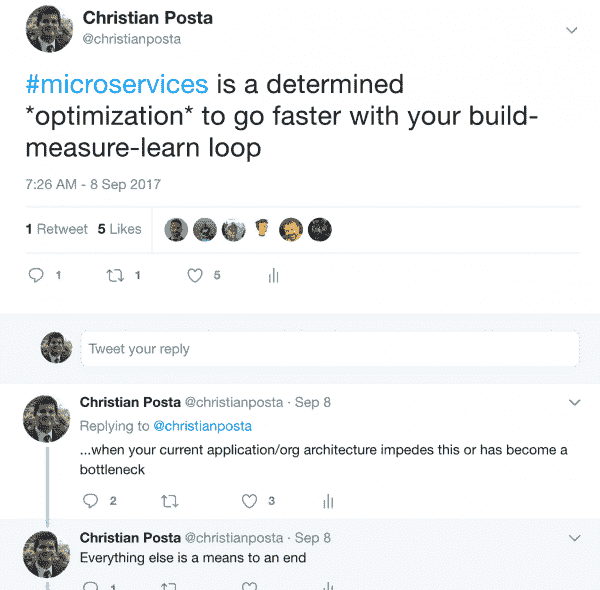 Christian Posta
@christianposta
#microservices is a determined
*optimization* to go faster with your build-
measure-learn loop
7:26 AM - 8 Sep 2017
1 Retweet 5 Likes
1 1 5
Tweet your reply
Christian Posta @christianposta · Sep 8
Replying to @christianposta
...when your current application/org architecture impedes this or has become a
bottleneck
2 3
Christian Posta @christianposta · Sep 8
Everything else is a means to an end
1